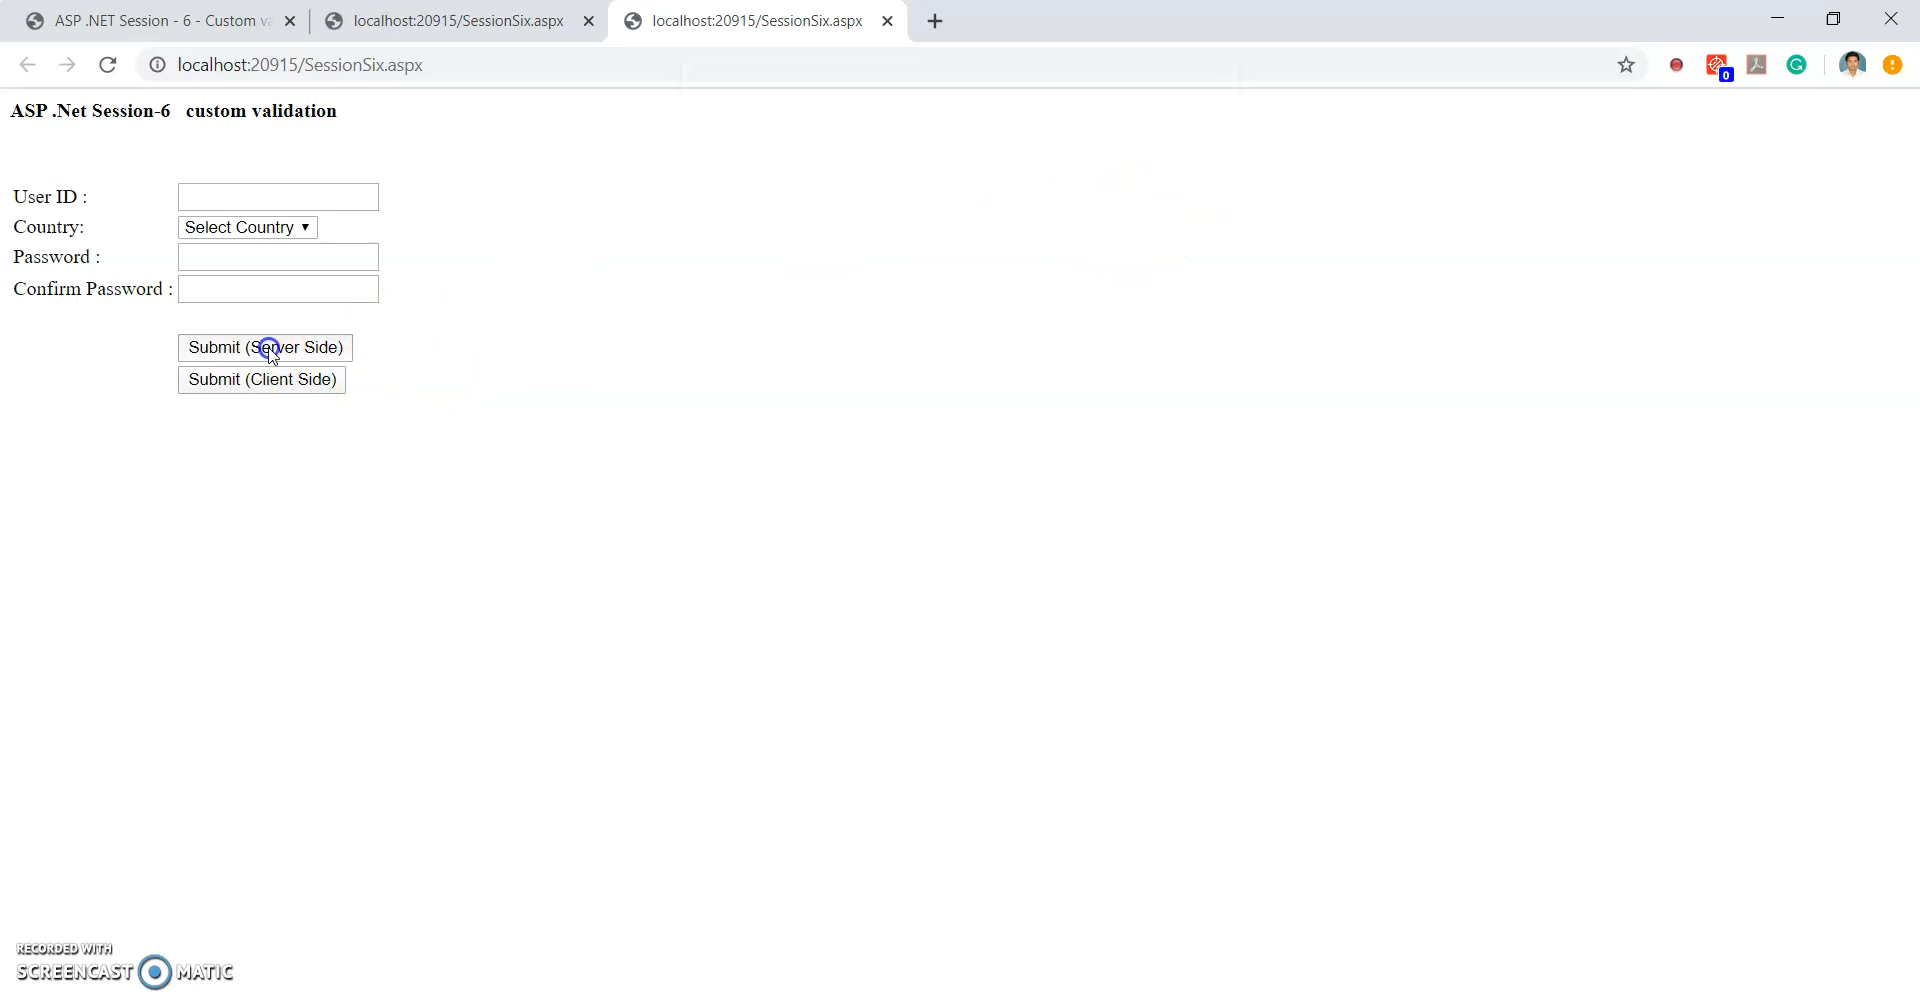 ASP .NET Session - 6 - Custom va
localhost:20915/SessionSix.aspx
localhost:20915/SessionSix.aspx
localhost:20915/SessionSix.aspx
0
ASP .Net Session-6 custom validation
User ID :
Country:
Select Country
Password :
Confirm Password :
Submit (Server Side)
Submit (Client Side)
RECORDED WITH
SCREENCAST MATIC